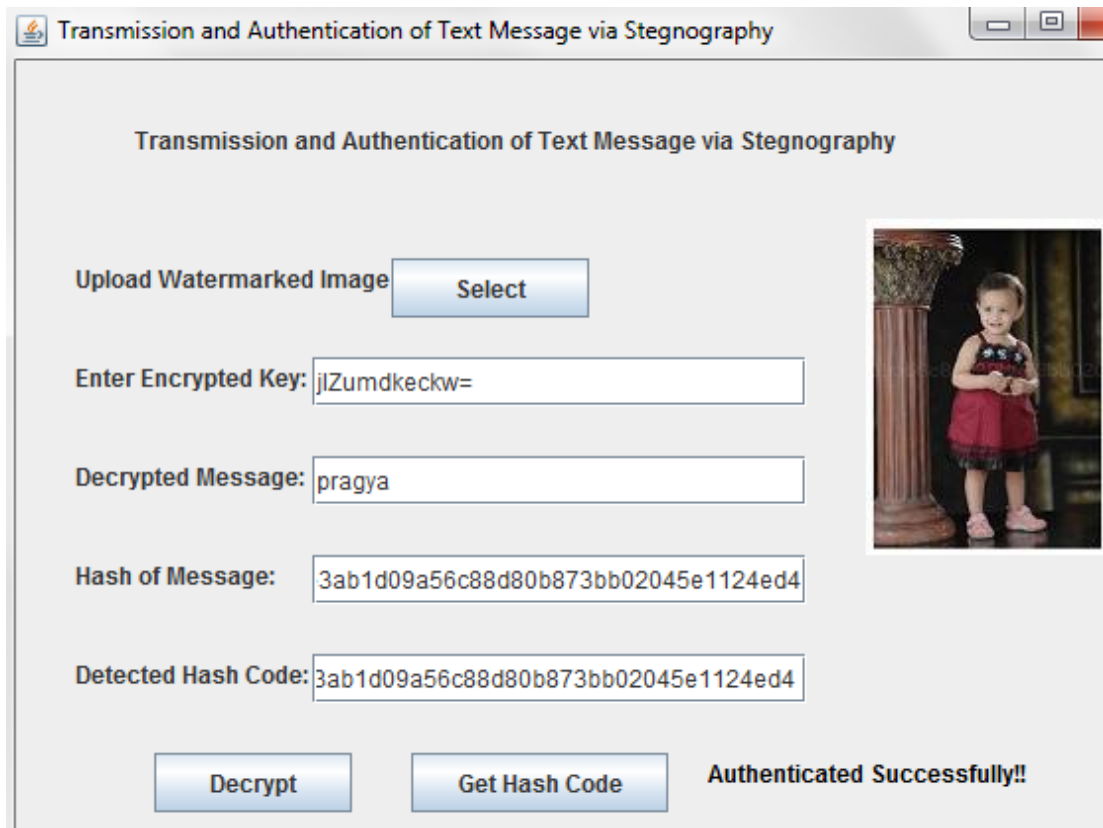 Transmission and Authentication of Text Message via Stegnography
Transmission and Authentication of Text Message via Stegnography
Upload Watermarked Image Select
Enter Encrypted Key: jlZumdkeckw=
Decrypted Message: pragya
Hash of Message: 3ab1d09a56c88d80b873bb02045e1124ed4
Detected Hash Code: 3ab1d09a56c88d80b873bb02045e1124ed4
Decrypt Get Hash Code Authenticated Successfully!!